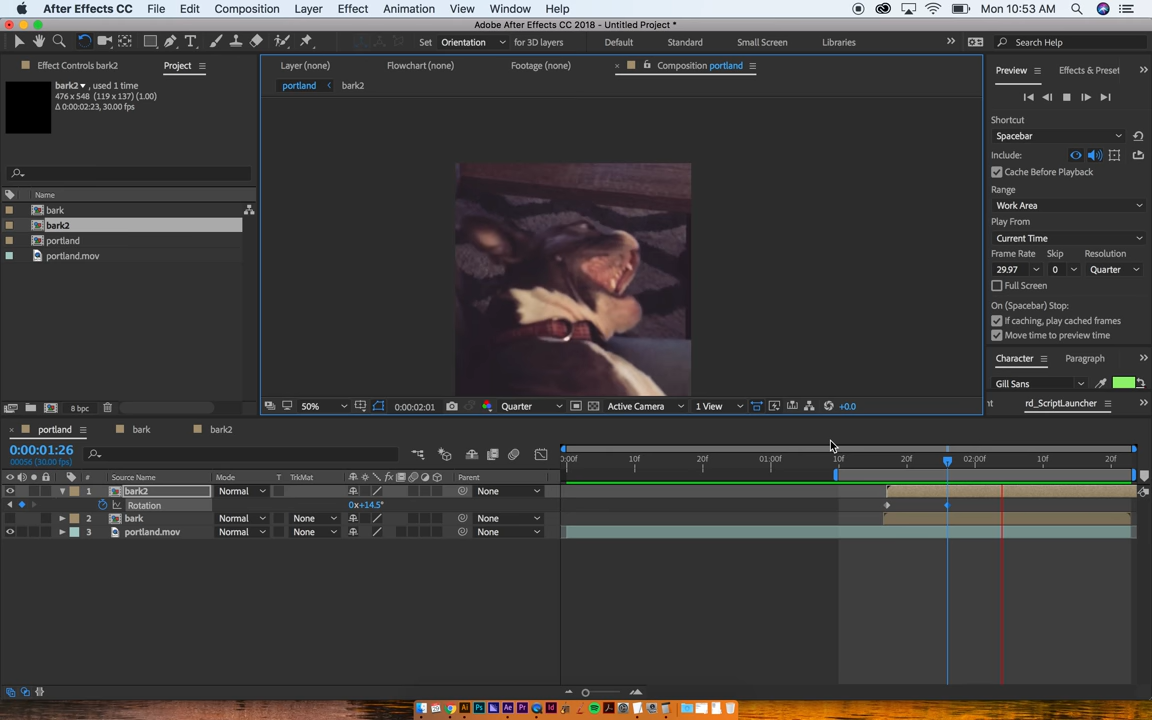 After Effects CC File Edit Composition Layer Effect Animation View Window Help Mon 10:53 AM
Adobe After Effects CC 2018 - Untitled Project *
Set Orientation for 3D layers Default Standard Small Screen Libraries Search Help
Effect Controls bark2 Project Layer (none) Flowchart (none) Footage (none) Composition portland Preview Effects & Preset
bark2 , used 1 time portland bark2
476 x 548 (119 x 137) (1.00)
Δ 0:00:02:23, 30.00 fps
Shortcut
Spacebar
Include:
Cache Before Playback
Range
Work Area
Play From
Current Time
Frame Rate Skip Resolution
29.97 0 Quarter
Full Screen
On (Spacebar) Stop:
If caching, play cached frames
Move time to preview time
Character Paragraph
Gill Sans
rd_ScriptLauncher
Name
bark
bark2
portland
portland.mov
8 bpc 50% 0:00:02:01 Quarter Active Camera 1 View +0.0
portland bark bark2
0:00:01:26
00056 (30.00 fps)
0:00f 10f 20f 01:00f 10f 20f 02:00f 10f 20f
# Source Name Mode T TrkMat Parent
1 bark2 Normal None
Rotation 0x+14.5°
2 bark Normal None None
3 portland.mov Normal None None